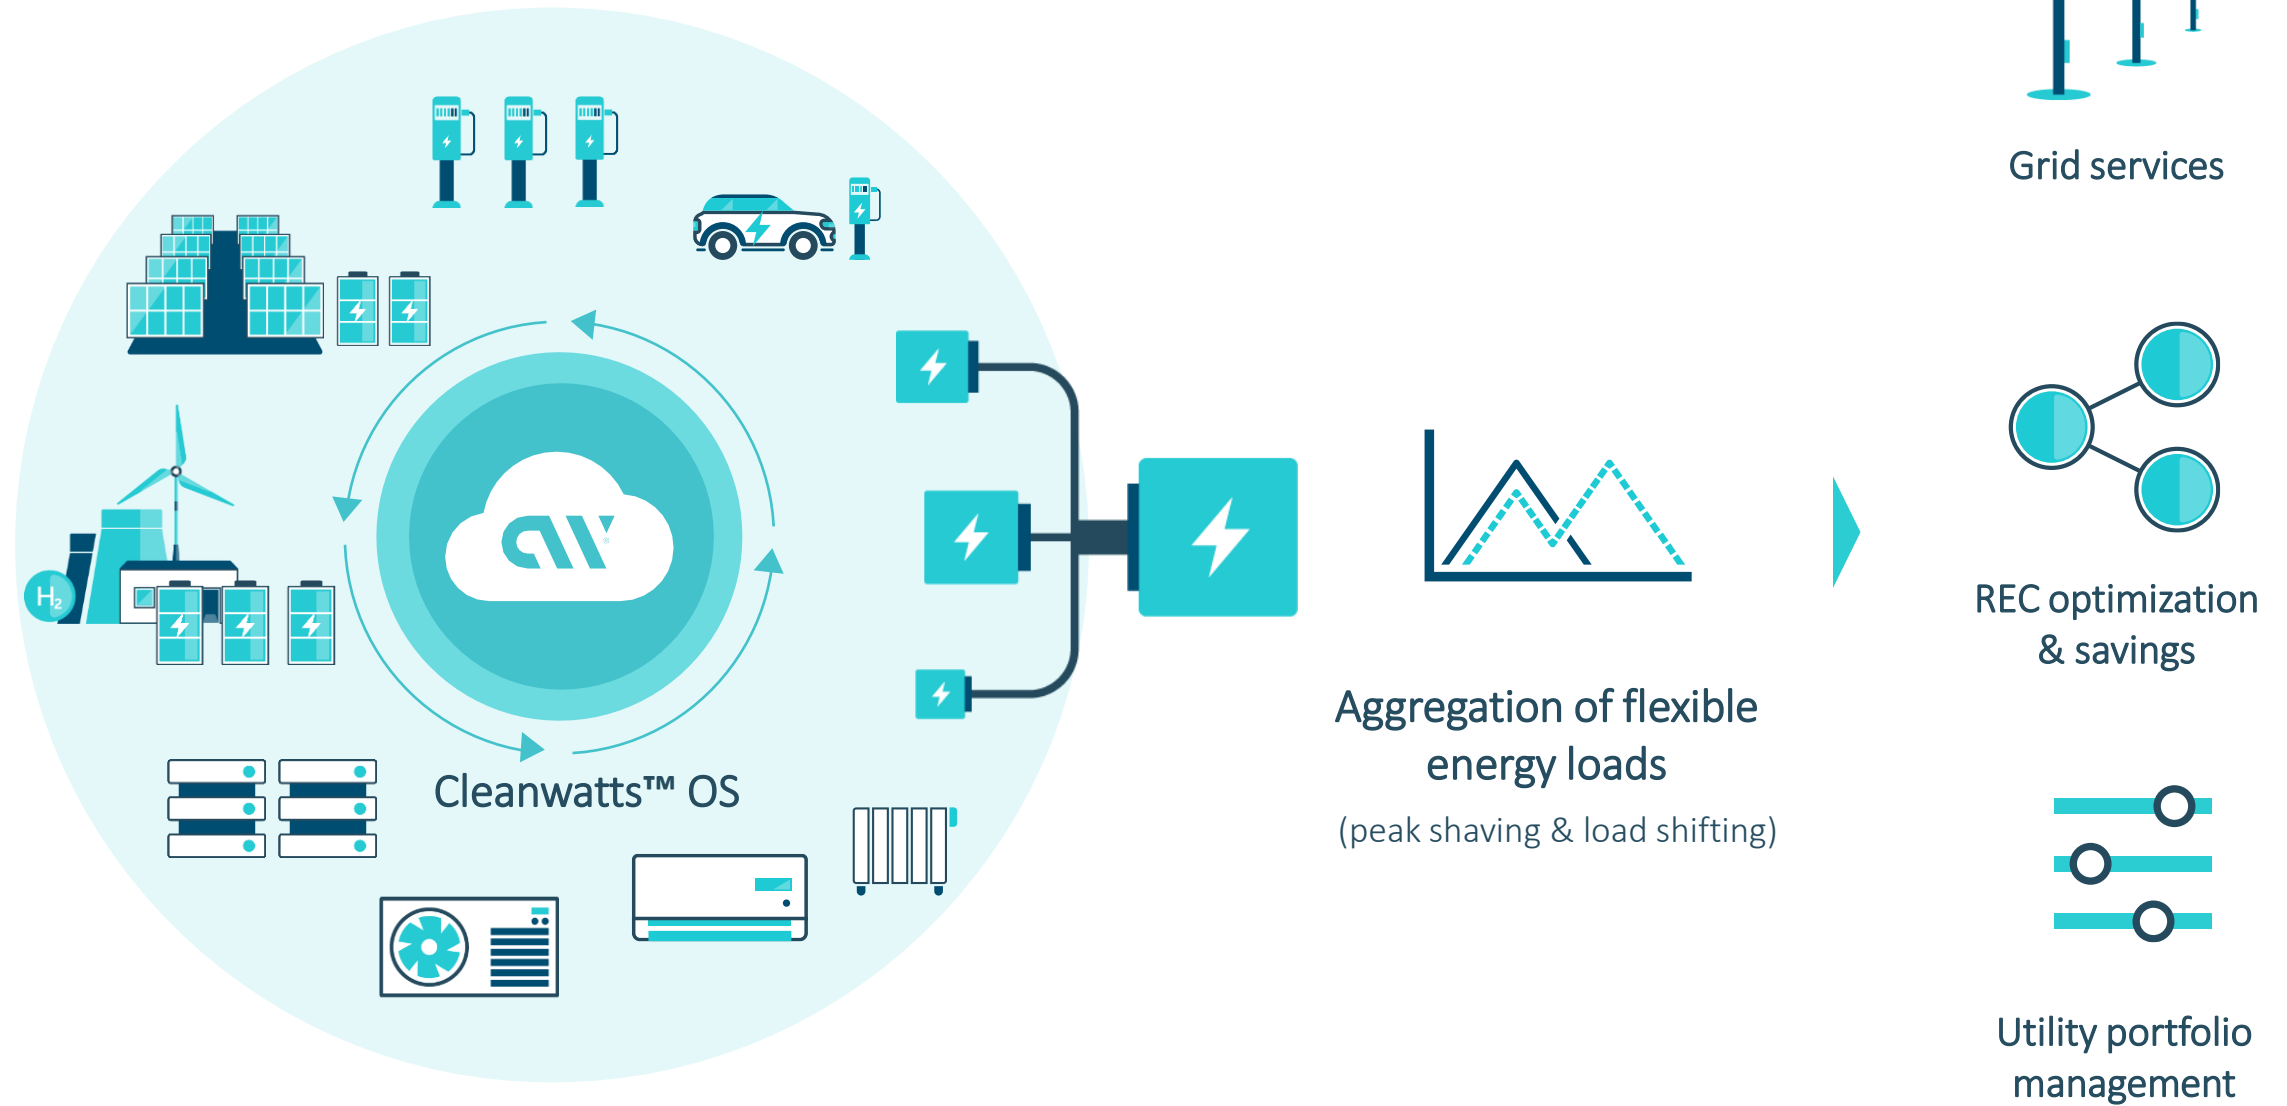 Grid services
H₂
CW
Cleanwatts™ OS
Aggregation of flexible
energy loads
(peak shaving & load shifting)
REC optimization
& savings
Utility portfolio
management